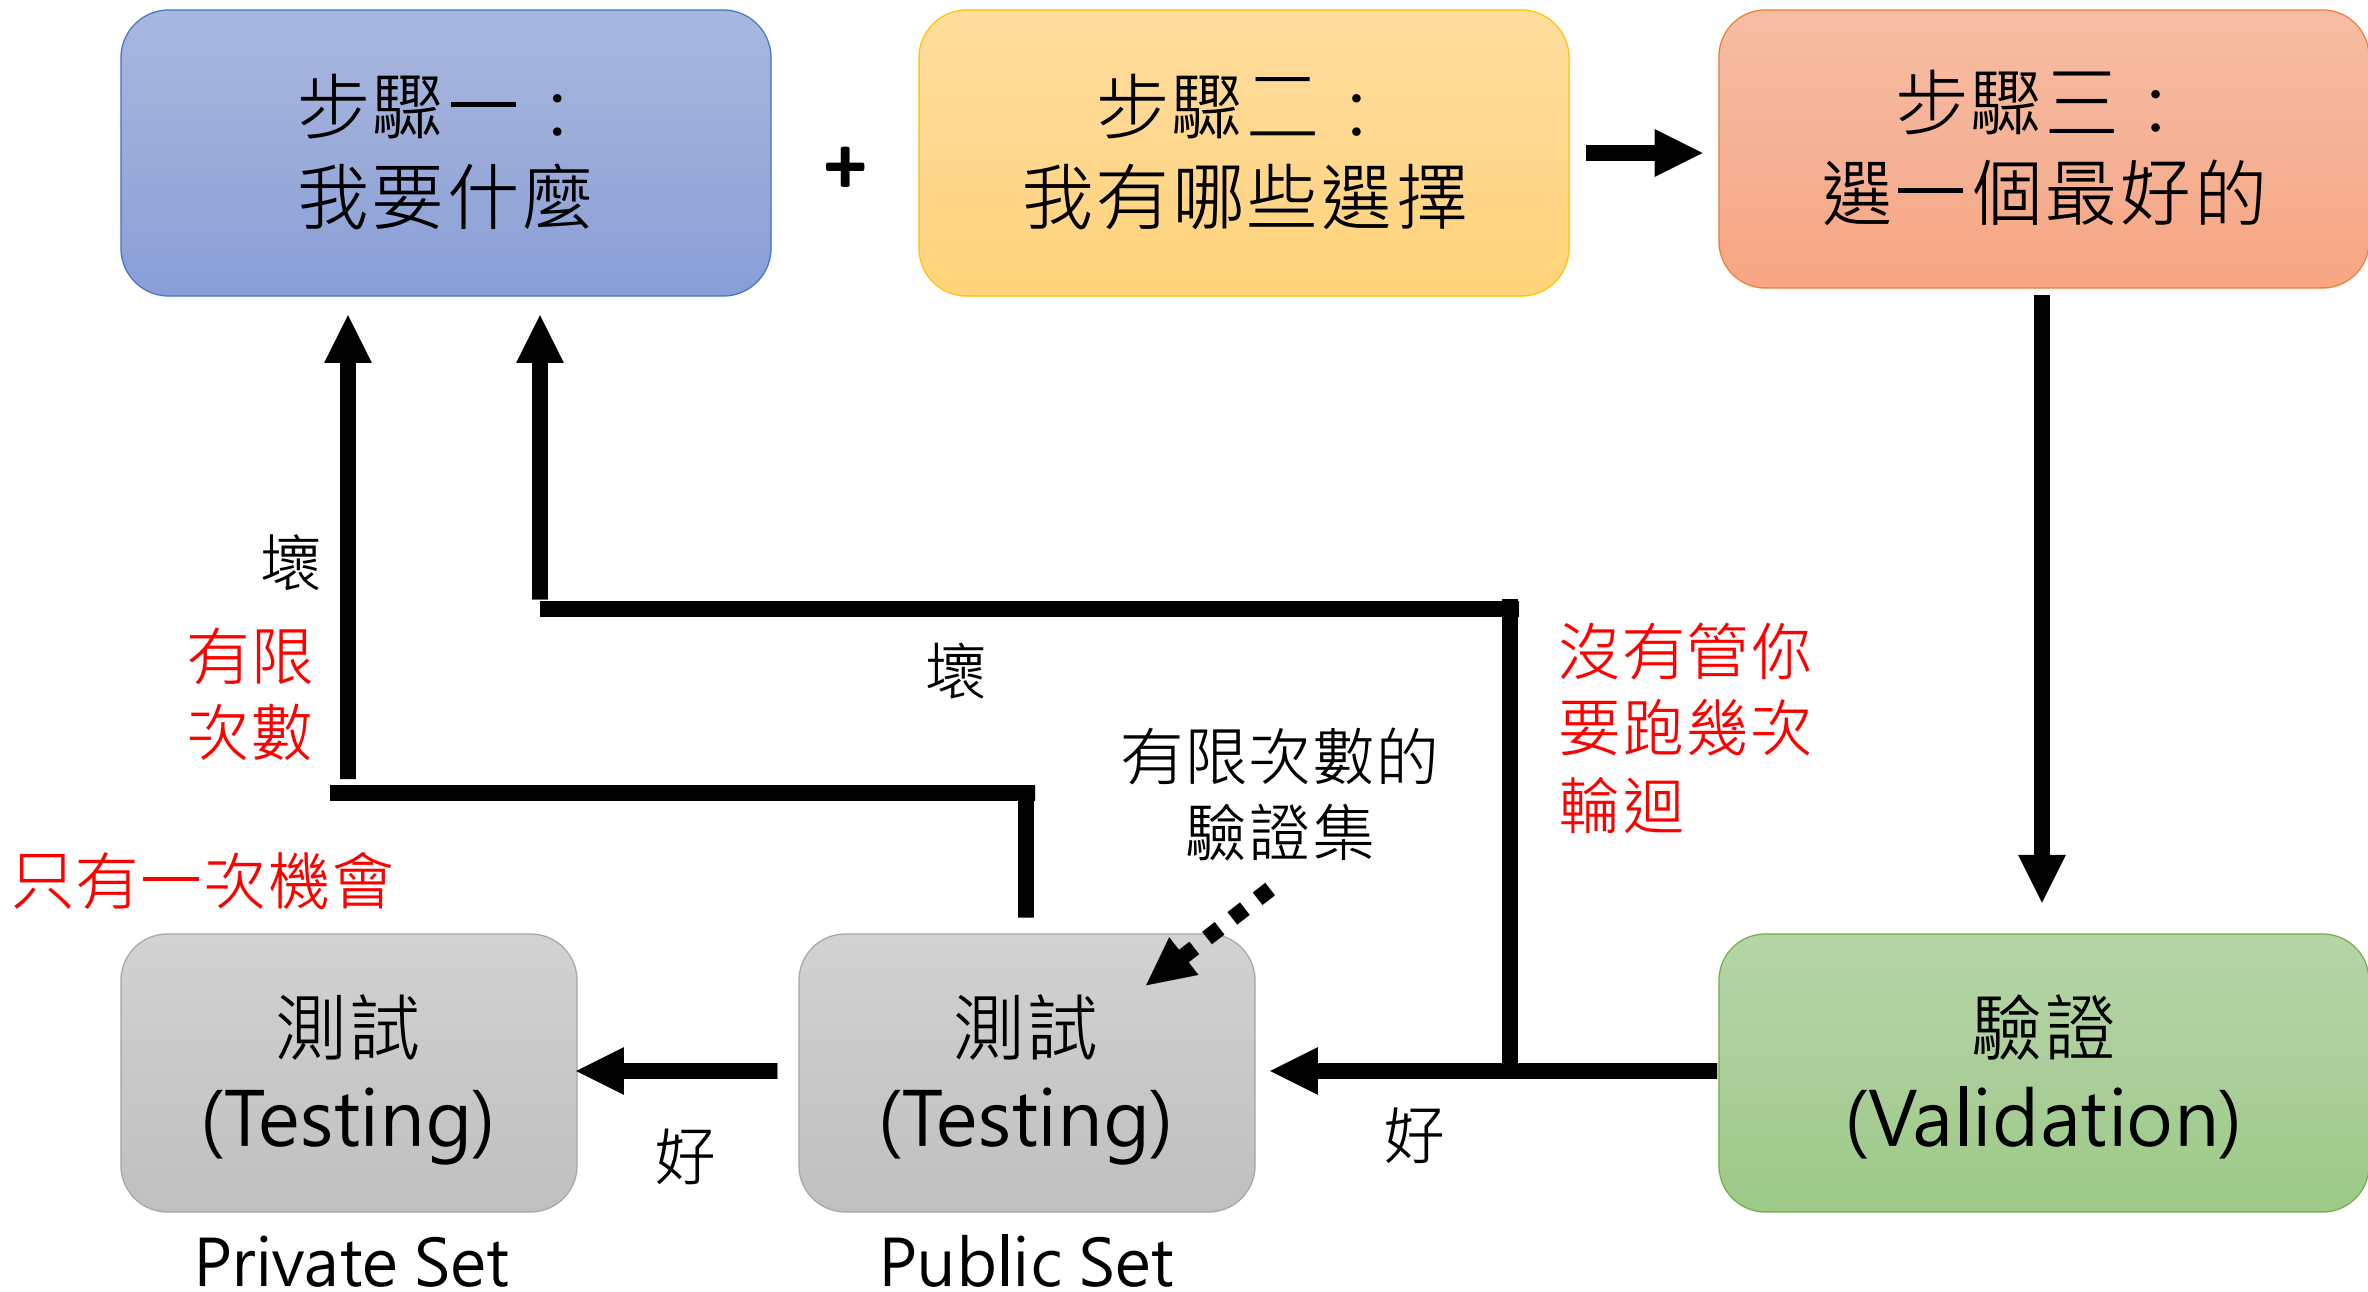 步驟一：
我要什麼
+
步驟二：
我有哪些選擇
步驟三：
選一個最好的
壞
有限
次數
壞
沒有管你
要跑幾次
輪迴
有限次數的
驗證集
只有一次機會
測試
(Testing)
好
測試
(Testing)
好
驗證
(Validation)
Private Set
Public Set